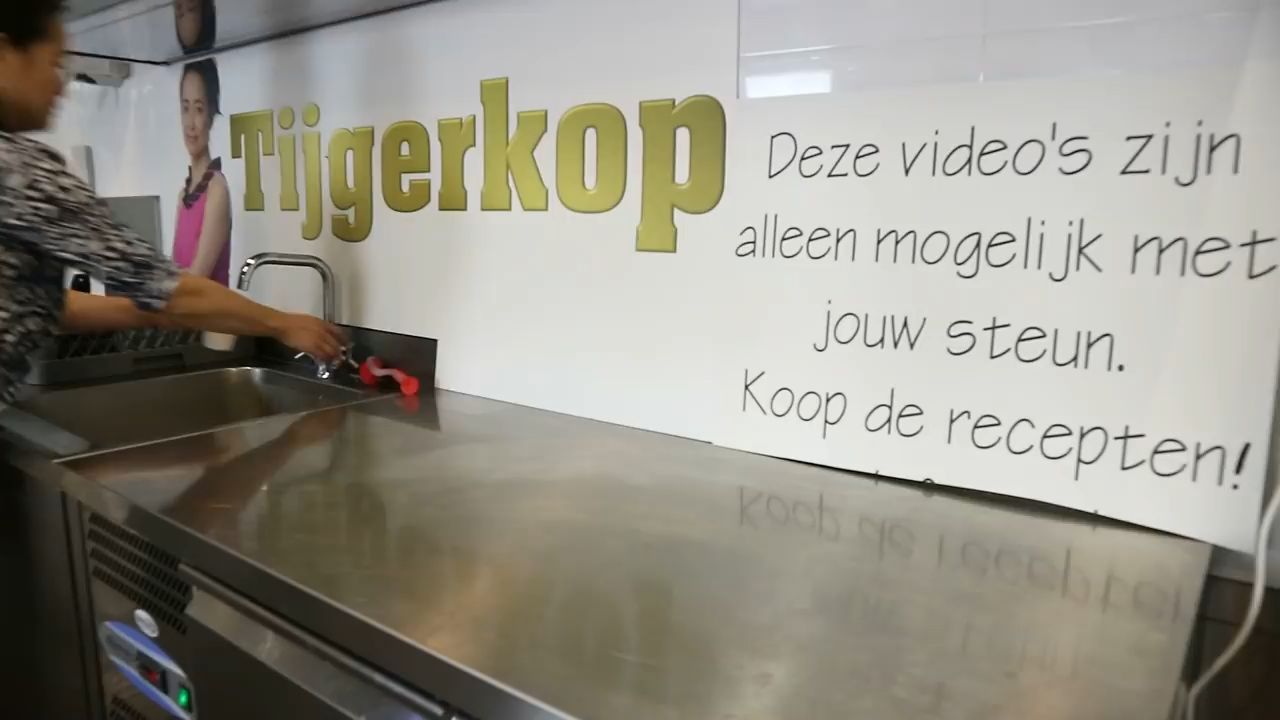 Tijgerkop
Deze video's zijn
alleen mogelijk met
jouw steun.
Koop de recepten!